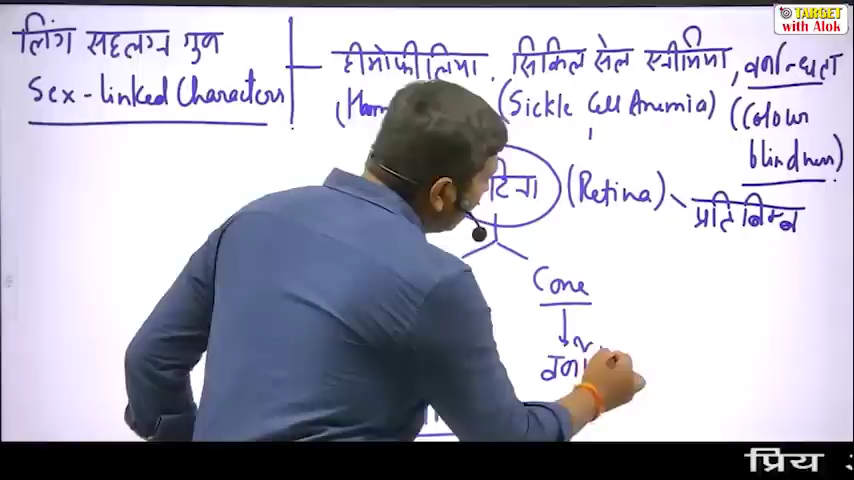 TARGET
with Alok
लिंग सहलग्न गुण
Sex-linked Characters
हीमोफीलिया, सिकिल सेल एनीमिया, वर्णान्धता
(Sickle Cell Anemia) (Colour
blindness)
टिना (Retina)
प्रतिबिम्ब
Cone
प्रिय